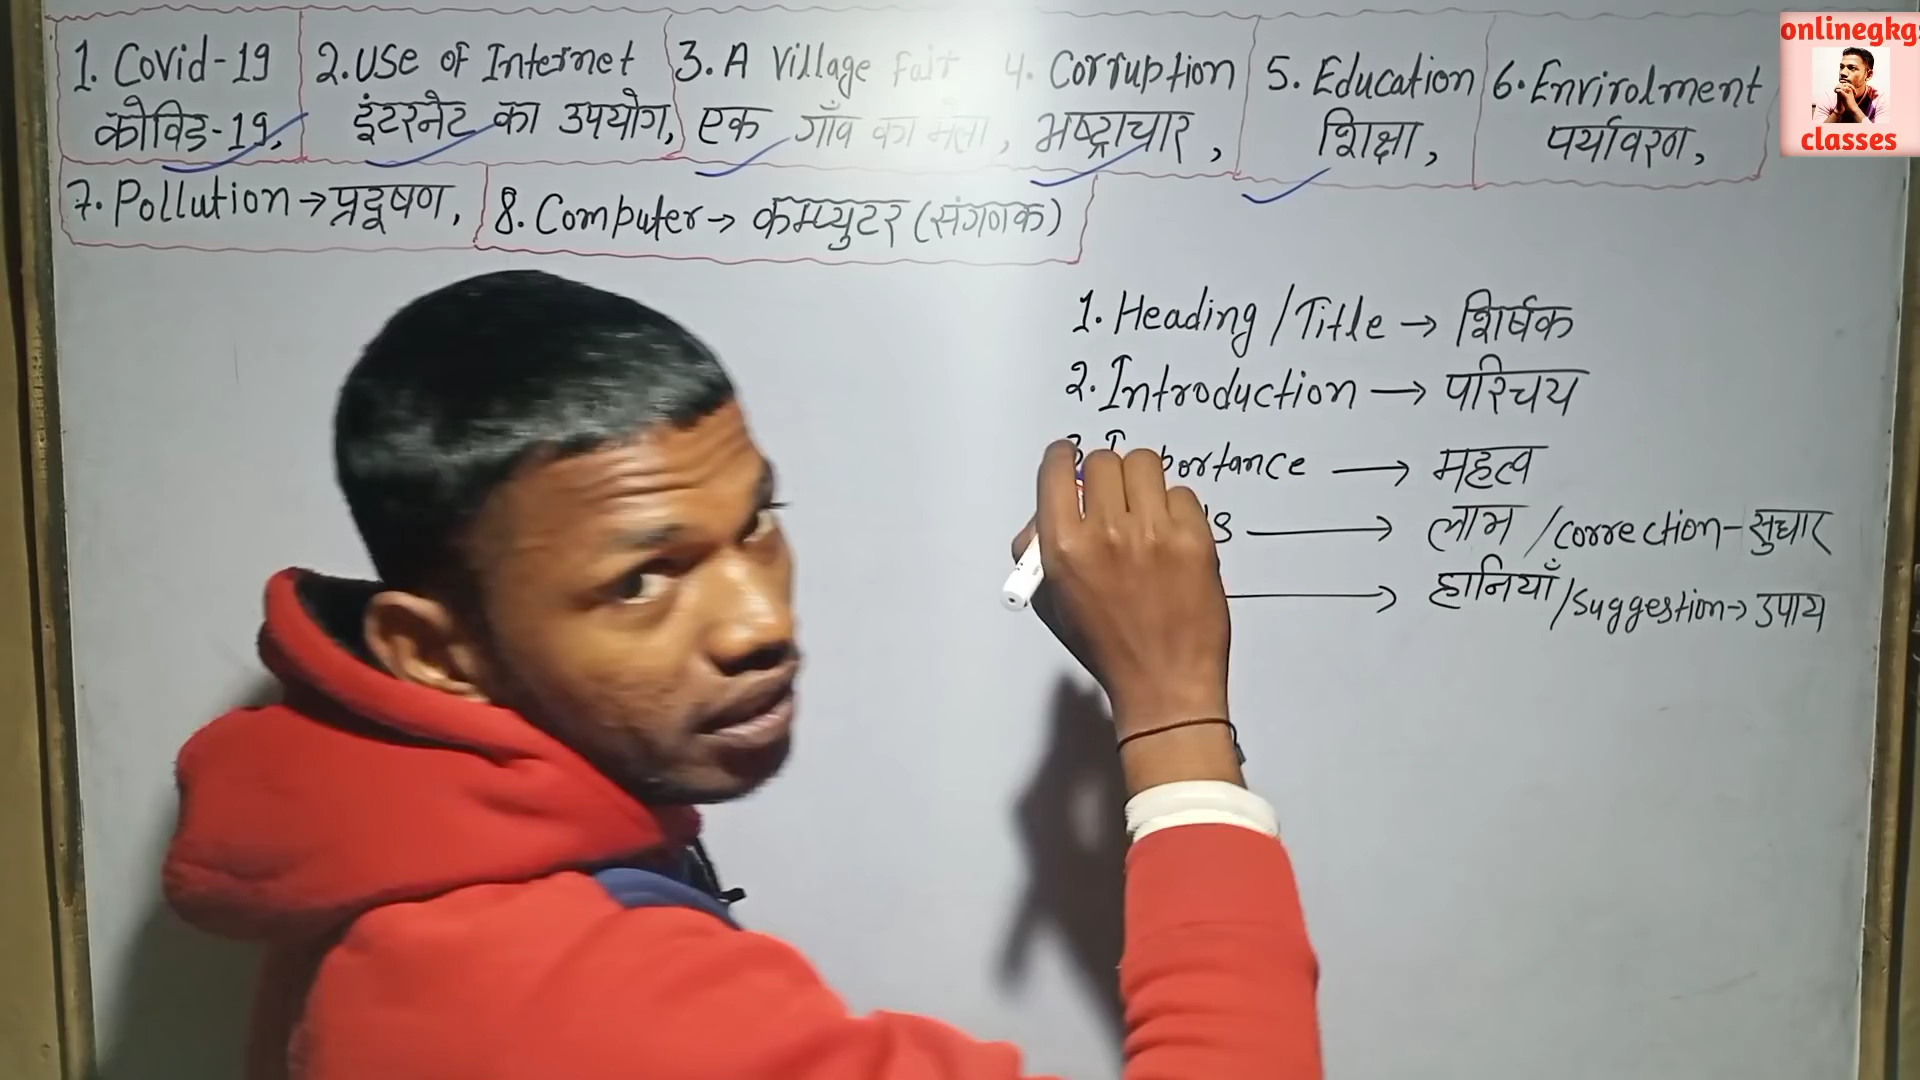 1. Covid-19 2. Use of Internet 3. A Village Fair 4. Corruption 5. Education 6. Envirolment
कोविड-19, इंटरनेट का उपयोग, एक गाँव का मेला, भष्ट्राचार, शिक्षा, पर्यावरण,
7. Pollution → प्रदूषण, 8. Computer → कम्प्युटर (संगणक)
1. Heading / Title → शिर्षक
2. Introduction → परिचय
portance → महत्व
→ लाभ / Correction - सुधार
→ हानियाँ / Suggestion → उपाय
onlinegkgs
classes